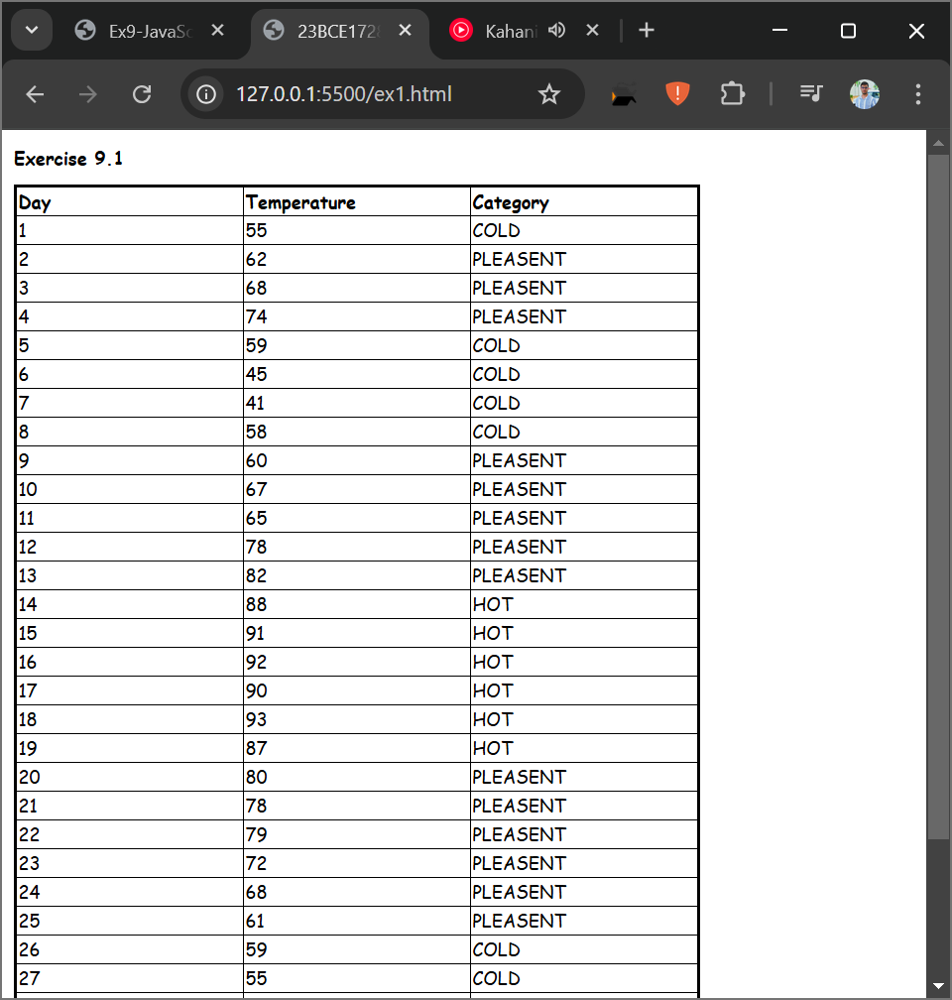 Ex9-JavaSc 23BCE1728 Kahani
127.0.0.1:5500/ex1.html
Exercise 9.1
Day Temperature Category
1 55 COLD
2 62 PLEASENT
3 68 PLEASENT
4 74 PLEASENT
5 59 COLD
6 45 COLD
7 41 COLD
8 58 COLD
9 60 PLEASENT
10 67 PLEASENT
11 65 PLEASENT
12 78 PLEASENT
13 82 PLEASENT
14 88 HOT
15 91 HOT
16 92 HOT
17 90 HOT
18 93 HOT
19 87 HOT
20 80 PLEASENT
21 78 PLEASENT
22 79 PLEASENT
23 72 PLEASENT
24 68 PLEASENT
25 61 PLEASENT
26 59 COLD
27 55 COLD